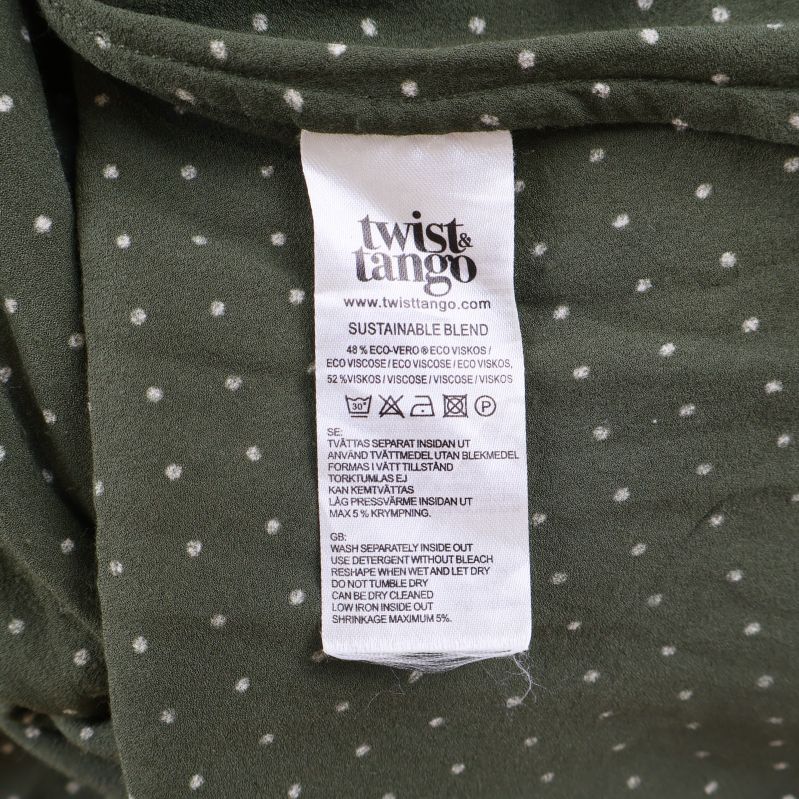 twist&
tango
www.twisttango.com
SUSTAINABLE BLEND
48 % ECO-VERO ® ECO VISKOS /
ECO VISCOSE / ECO VISCOSE / ECO VISKOS,
52 %VISKOS / VISCOSE / VISCOSE / VISKOS
30° P
SE:
TVÄTTAS SEPARAT INSIDAN UT
ANVÄND TVÄTTMEDEL UTAN BLEKMEDEL
FORMAS I VÅTT TILLSTÅND
TORKTUMLAS EJ
KAN KEMTVÄTTAS
LÅG PRESSVÄRME INSIDAN UT
MAX 5 % KRYMPNING.
GB:
WASH SEPARATELY INSIDE OUT
USE DETERGENT WITHOUT BLEACH
RESHAPE WHEN WET AND LET DRY
DO NOT TUMBLE DRY
CAN BE DRY CLEANED
LOW IRON INSIDE OUT
SHRINKAGE MAXIMUM 5%.